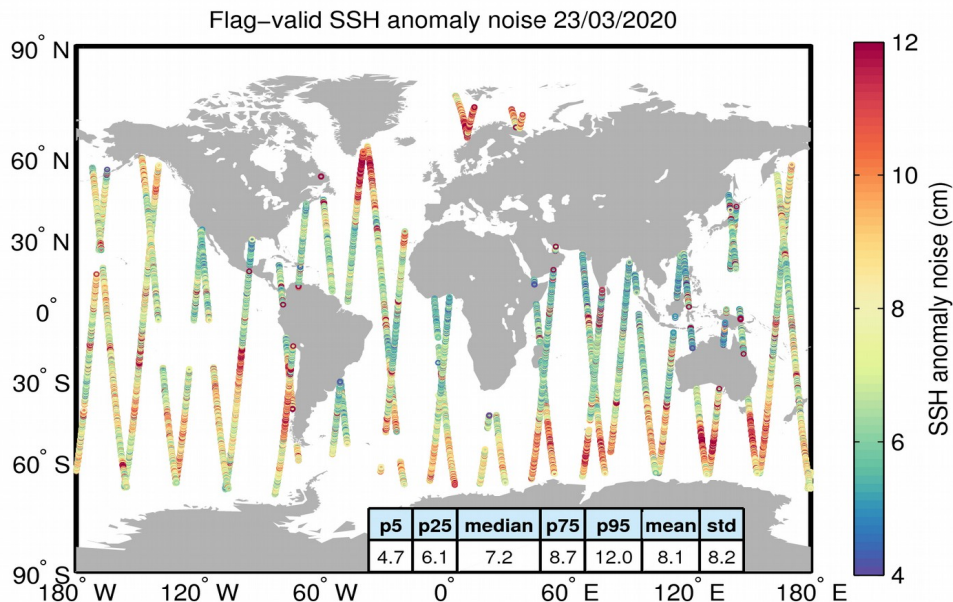 Flag−valid SSH anomaly noise 23/03/2020
90° N
60° N
30° N
0°
30° S
60° S
90° S
180° W
120° W
60° W
0°
60° E
120° E
180° E
p5 p25 median p75 p95 mean std
4.7 6.1 7.2 8.7 12.0 8.1 8.2
12
10
8
6
4
SSH anomaly noise (cm)